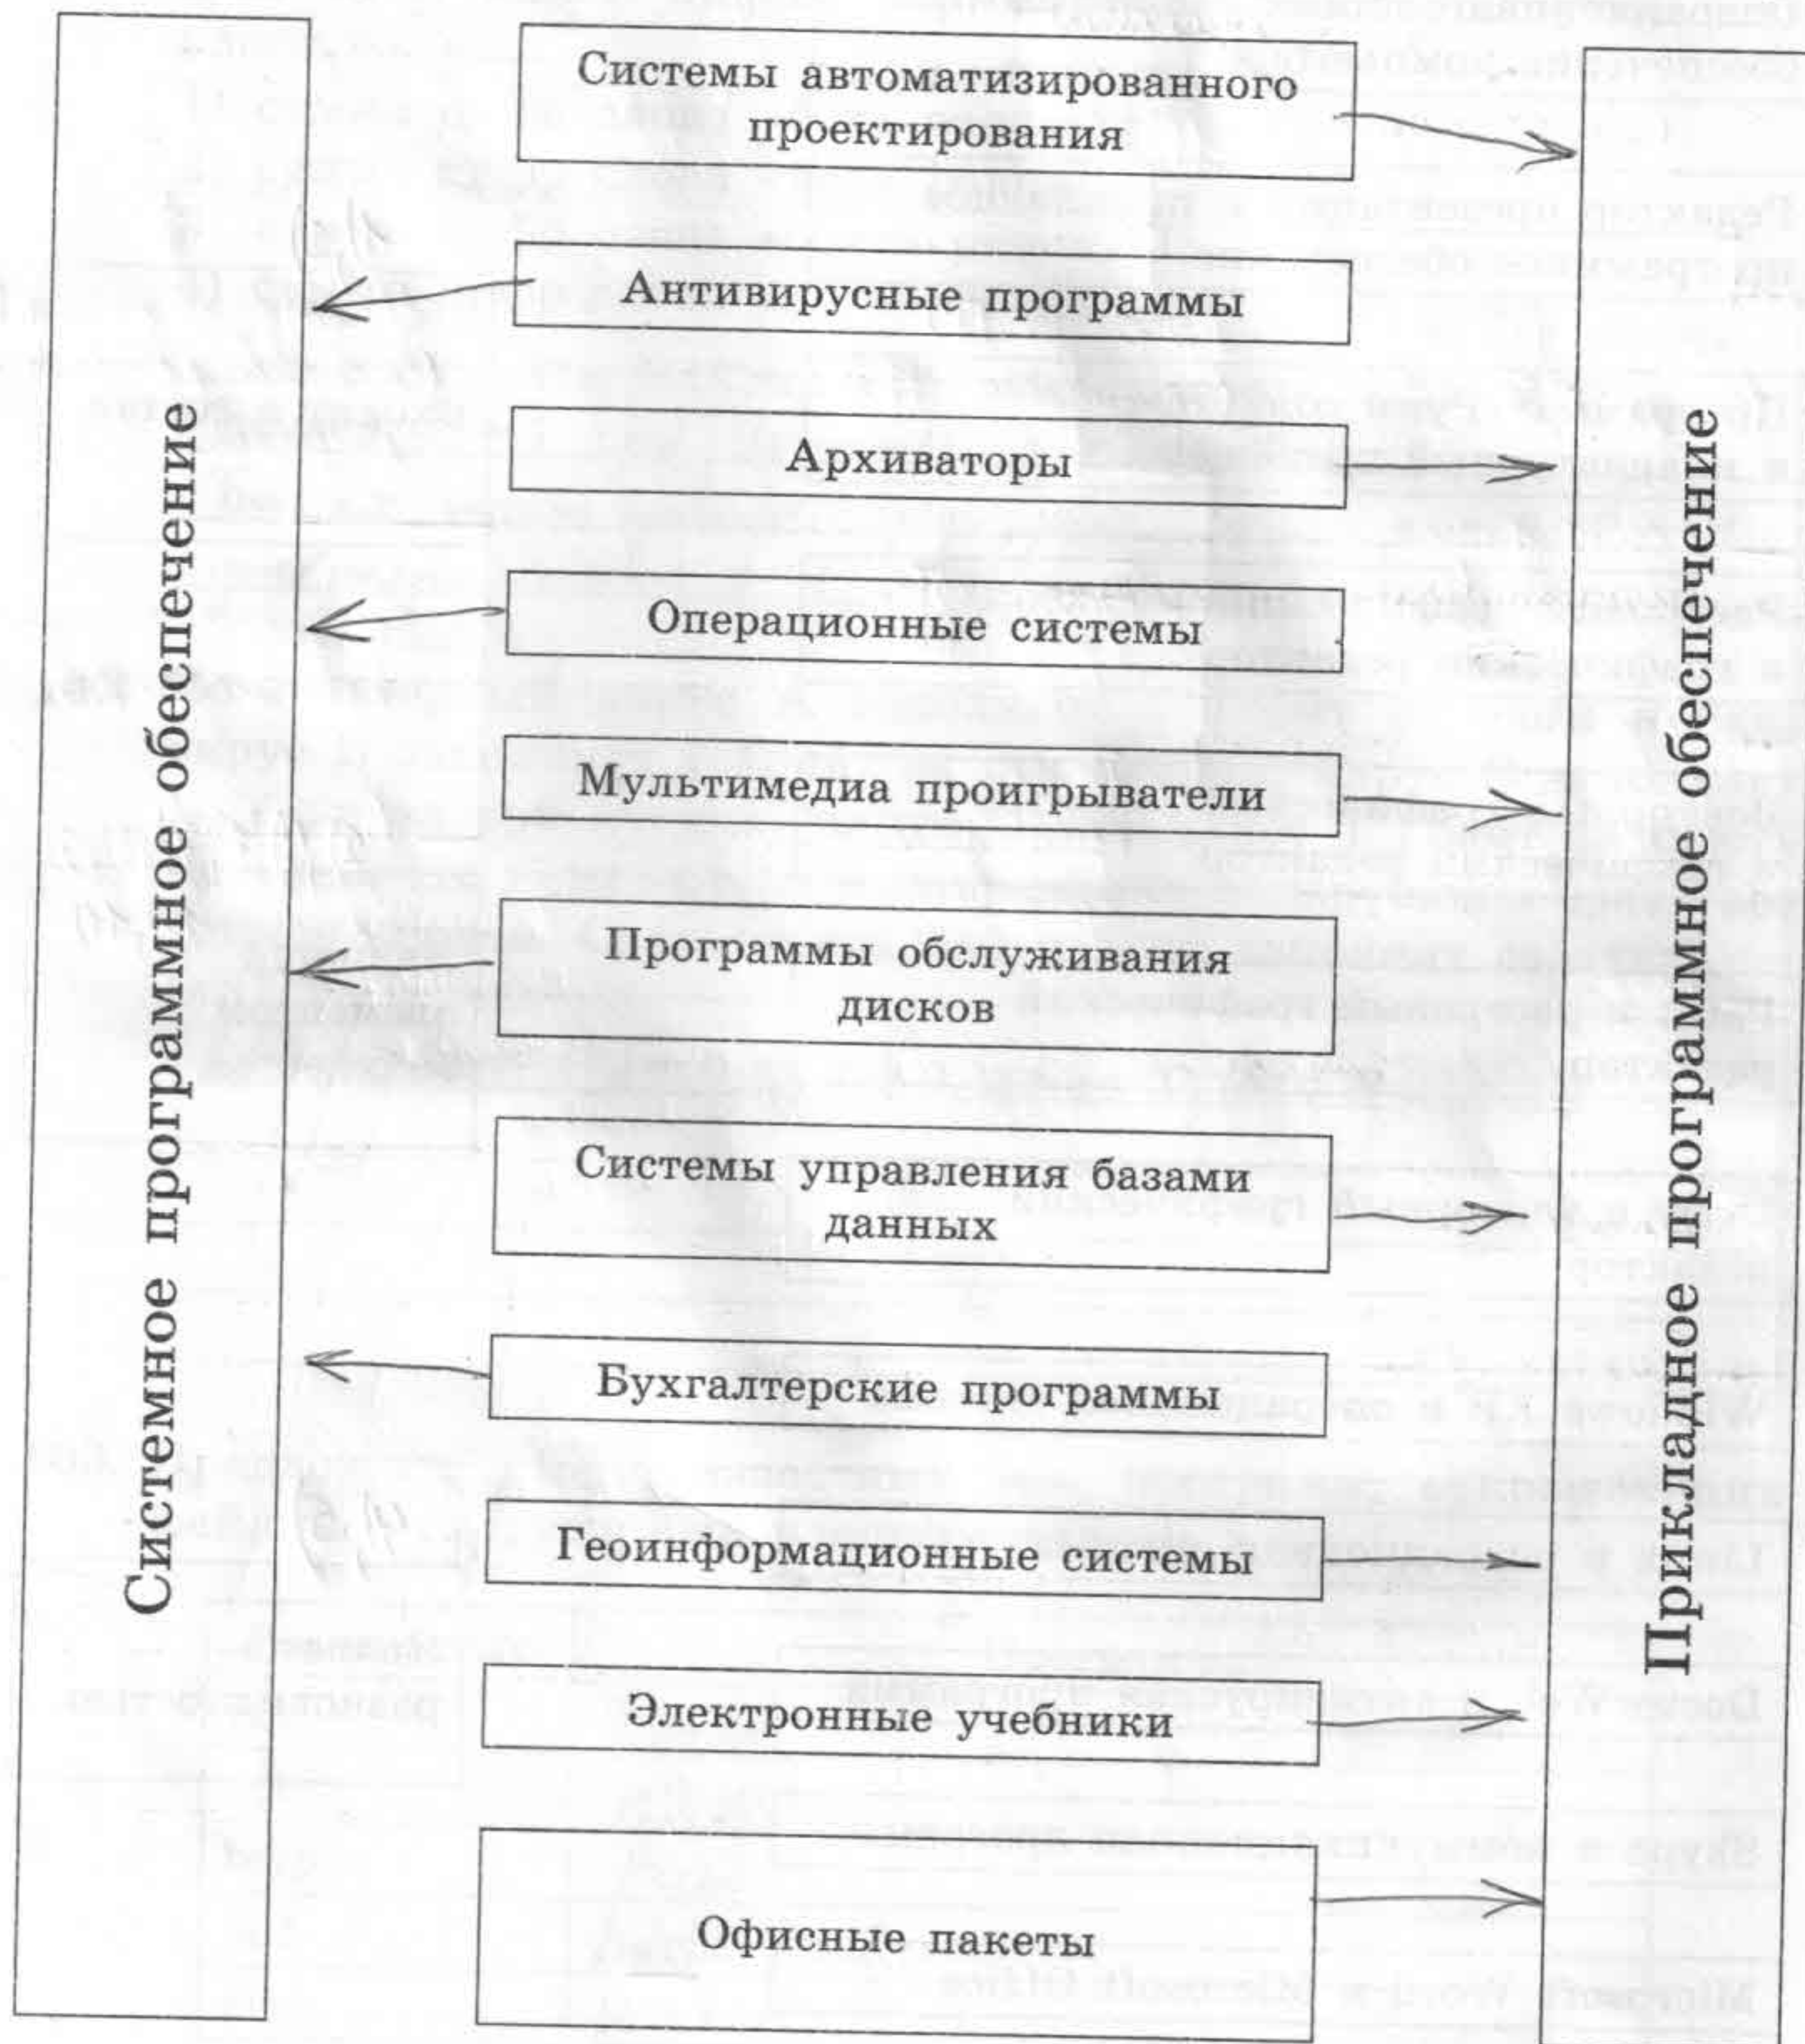 Системное программное обеспечение
Системы автоматизированного
проектирования
Антивирусные программы
Архиваторы
Операционные системы
Мультимедиа проигрыватели
Программы обслуживания
дисков
Системы управления базами
данных
Бухгалтерские программы
Геоинформационные системы
Электронные учебники
Офисные пакеты
Прикладное программное обеспечение